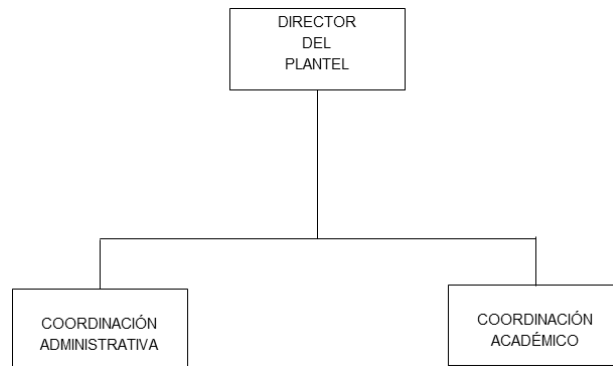 DIRECTOR
DEL
PLANTEL
COORDINACIÓN
ADMINISTRATIVA
COORDINACIÓN
ACADÉMICO